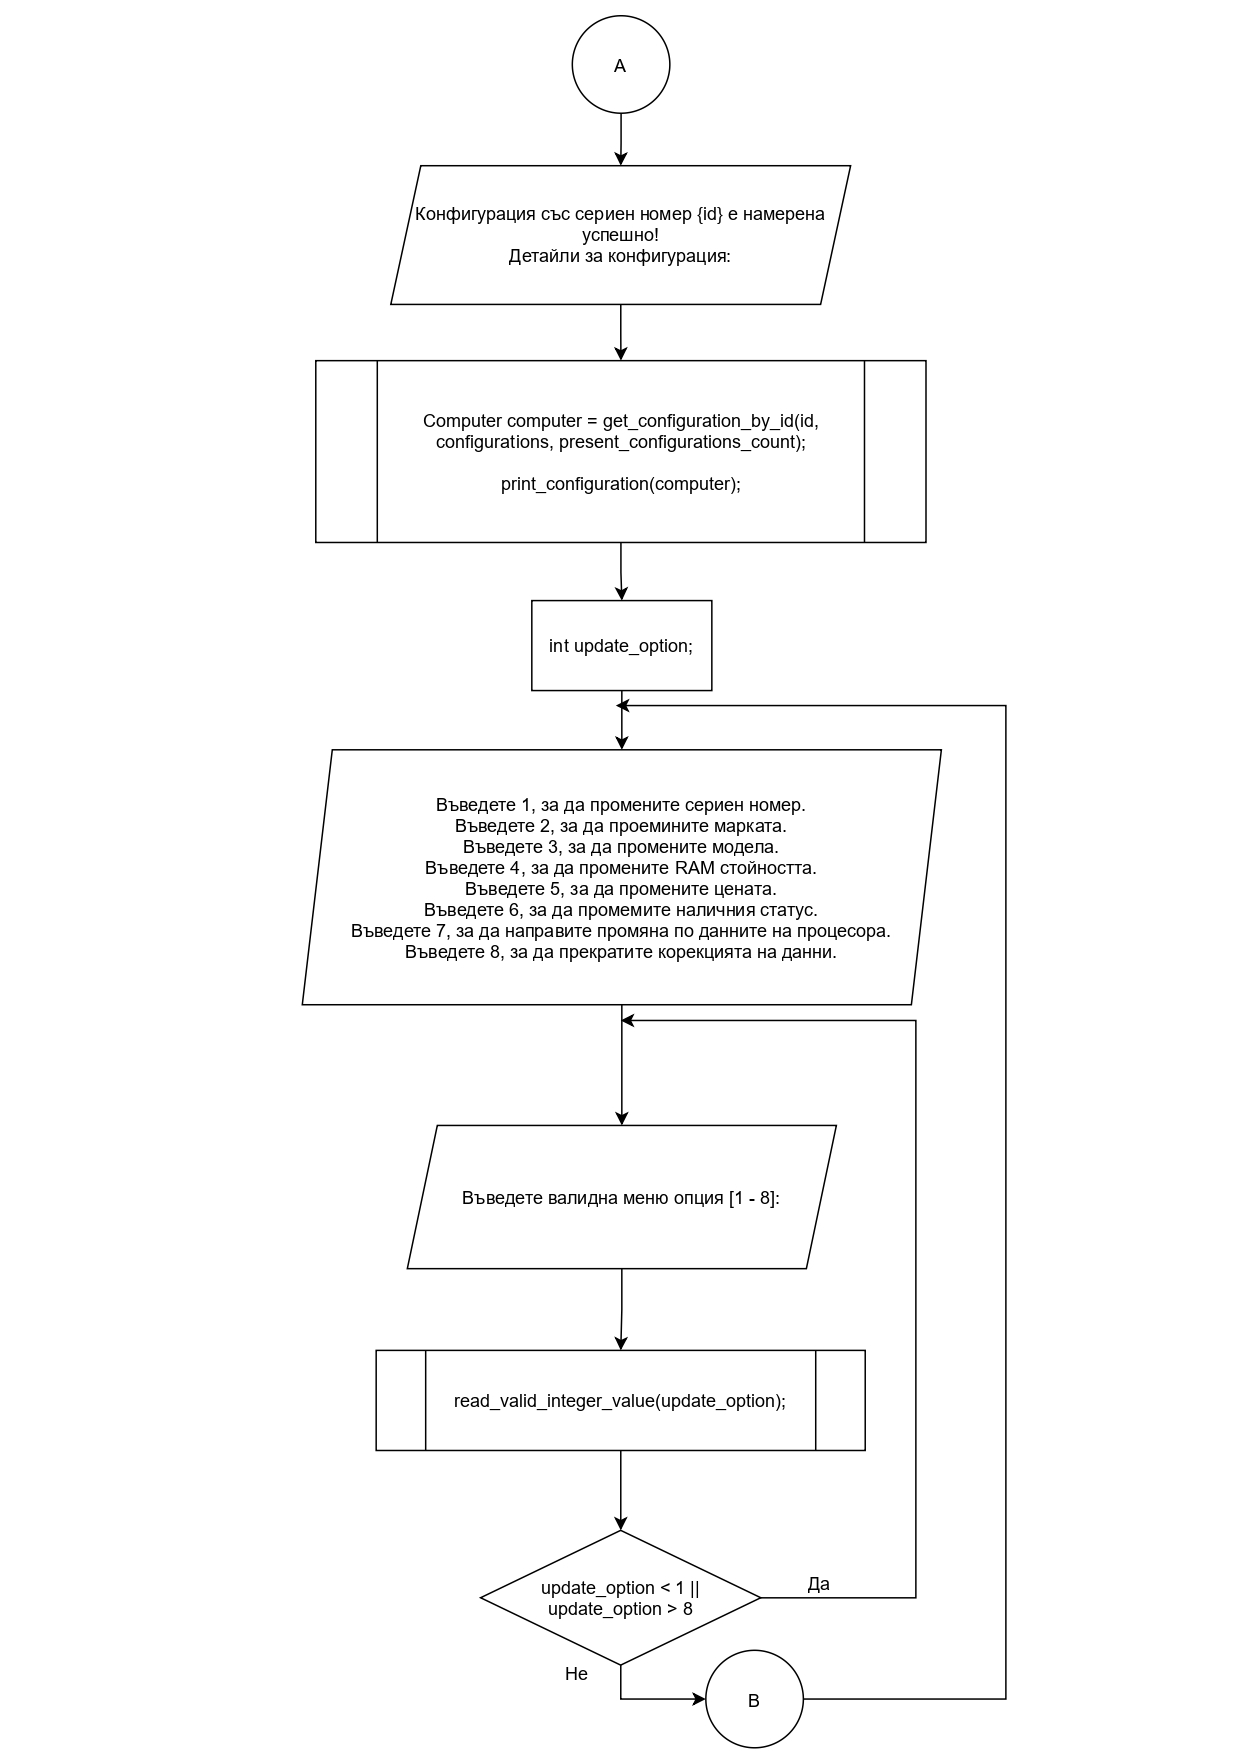 A
Конфигурация със сериен номер {id} е намерена
успешно!
Детайли за конфигурация:
Computer computer = get_configuration_by_id(id,
configurations, present_configurations_count);
print_configuration(computer);
int update_option;
Въведете 1, за да промените сериен номер.
Въведете 2, за да проемините марката.
Въведете 3, за да промените модела.
Въведете 4, за да промените RAM стойността.
Въведете 5, за да промените цената.
Въведете 6, за да промемите наличния статус.
Въведете 7, за да направите промяна по данните на процесора.
Въведете 8, за да прекратите корекцията на данни.
Въведете валидна меню опция [1 - 8]:
read_valid_integer_value(update_option);
update_option < 1 ||
update_option > 8
Да
Не
B